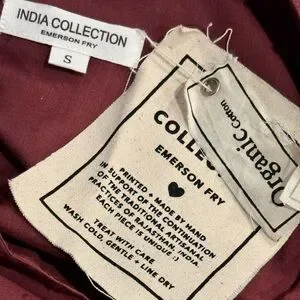 INDIA COLLECTION
EMERSON FRY
S
COLLEC
EMERSON FRY
PRINTED + MADE BY HAND
IN SUPPORT OF THE CONTINUATION
OF THE TRADITIONAL ARTISANAL
PRACTICES OF RAJASTHAN, INDIA.
EACH PIECE IS UNIQUE :)
TREAT WITH CARE
WASH COLD, GENTLE + LINE DRY
Organic Cotton